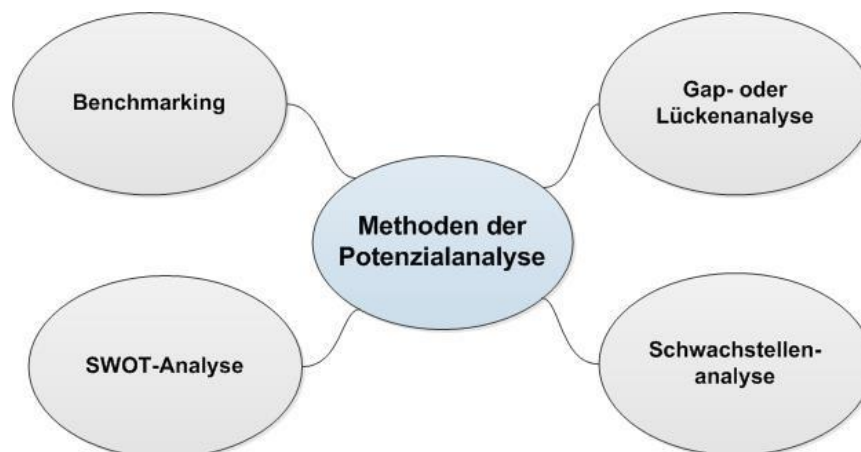 Benchmarking
Gap- oder
Lückenanalyse
Methoden der
Potenzialanalyse
SWOT-Analyse
Schwachstellen-
analyse